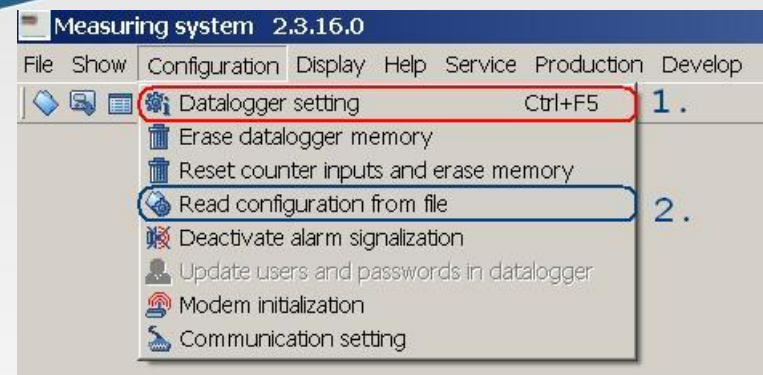 Measuring system 2.3.16.0
File Show Configuration Display Help Service Production Develop
Datalogger setting Ctrl+F5 1.
Erase datalogger memory
Reset counter inputs and erase memory
Read configuration from file 2.
Deactivate alarm signalization
Update users and passwords in datalogger
Modem initialization
Communication setting